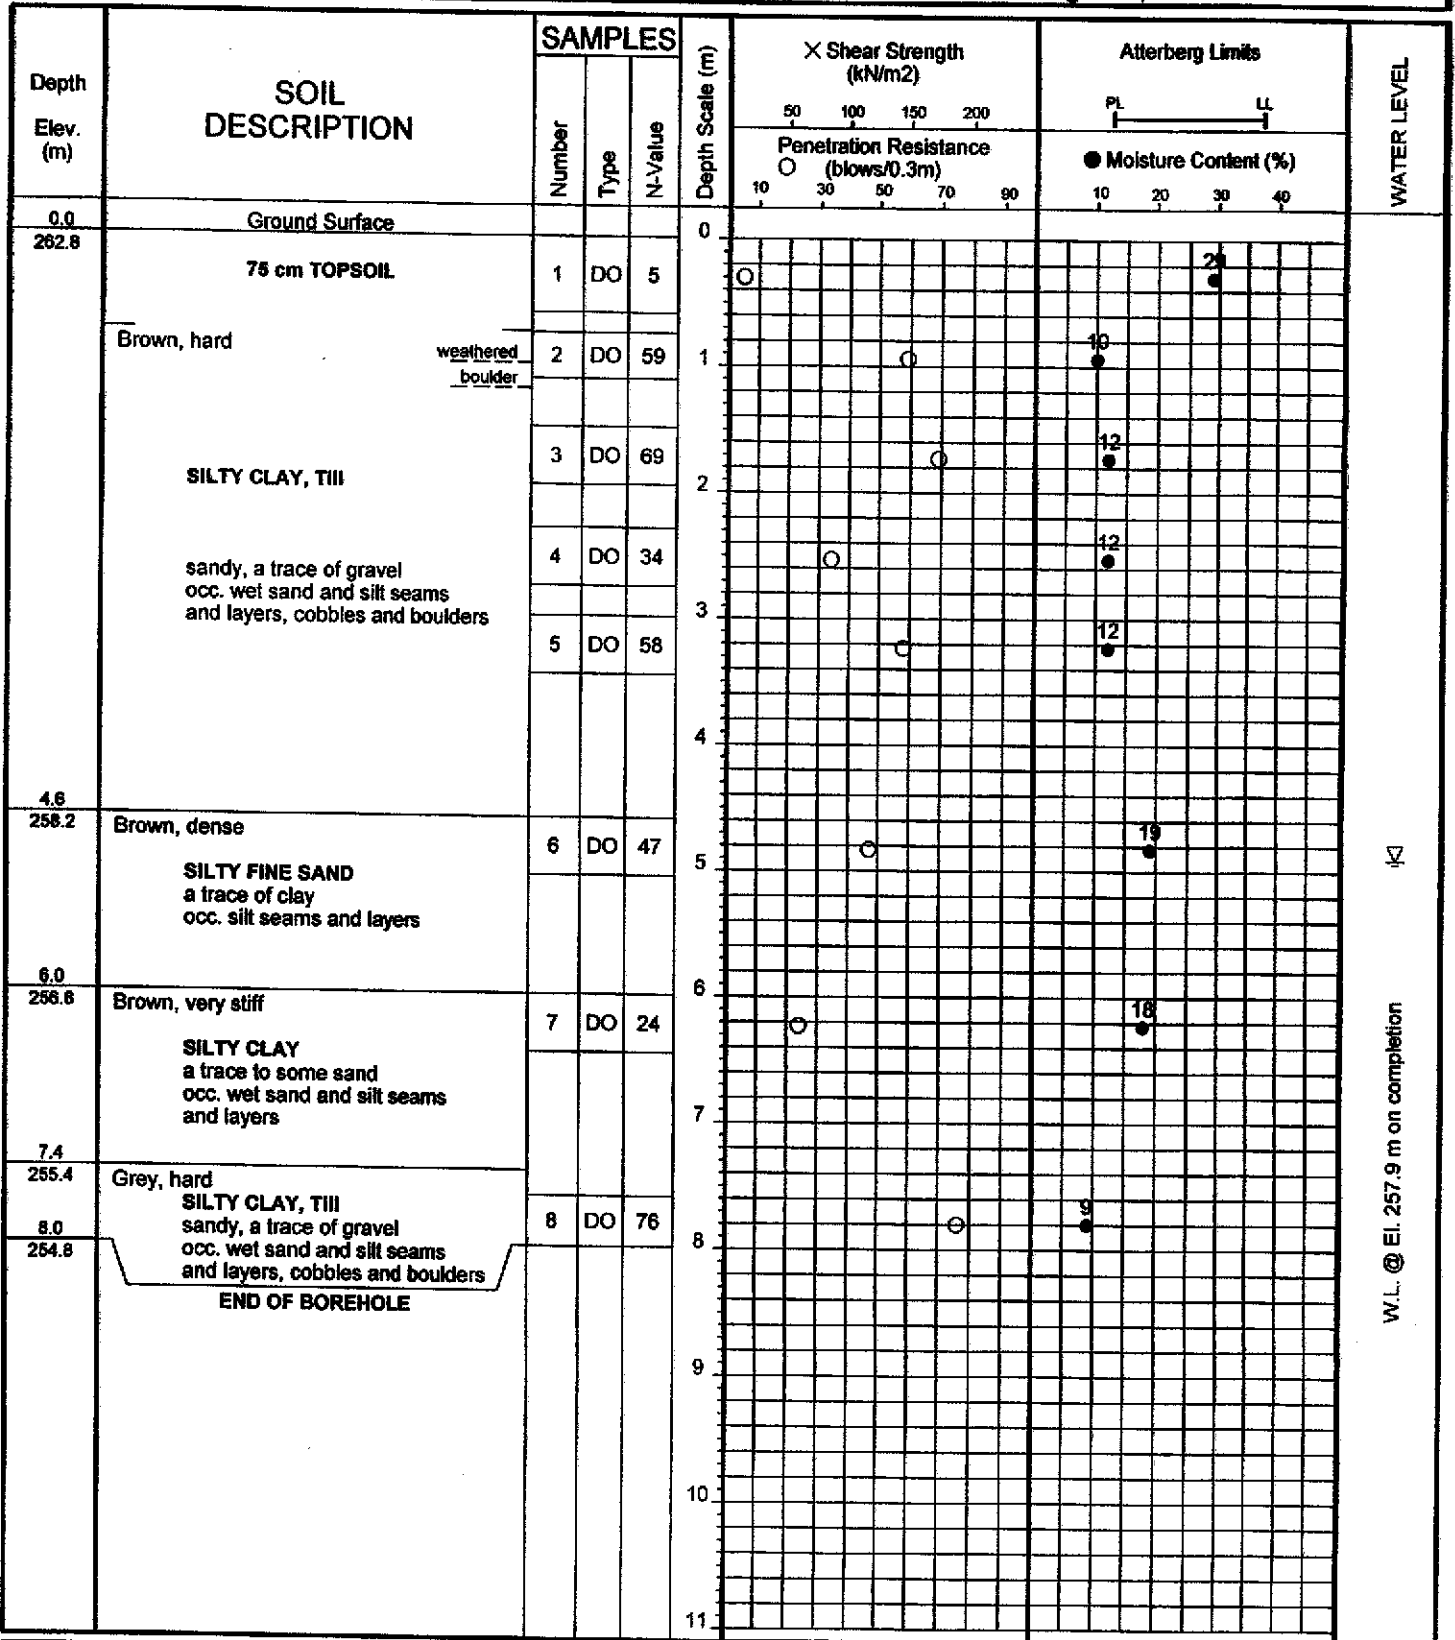 SAMPLES
Depth
Elev.
(m)
SOIL
DESCRIPTION
Number
Type
N-Value
Depth Scale (m)
× Shear Strength
(kN/m2)
50 100 150 200
Penetration Resistance
○ (blows/0.3m)
10 30 50 70 90
Atterberg Limits
PL LL
● Moisture Content (%)
10 20 30 40
WATER LEVEL
0.0
262.8
Ground Surface
0
75 cm TOPSOIL
1 DO 5
29
Brown, hard
weathered
boulder
2 DO 59
1
10
3 DO 69
12
SILTY CLAY, Till
2
4 DO 34
12
sandy, a trace of gravel
occ. wet sand and silt seams
and layers, cobbles and boulders
3
5 DO 58
12
4
4.6
258.2
Brown, dense
6 DO 47
19
5
SILTY FINE SAND
a trace of clay
occ. silt seams and layers
6.0
256.8
6
Brown, very stiff
7 DO 24
18
SILTY CLAY
a trace to some sand
occ. wet sand and silt seams
and layers
7
7.4
255.4
Grey, hard
SILTY CLAY, Till
sandy, a trace of gravel
occ. wet sand and silt seams
and layers, cobbles and boulders
8 DO 76
9
8.0
254.8
8
END OF BOREHOLE
9
10
11
W.L. @ El. 257.9 m on completion